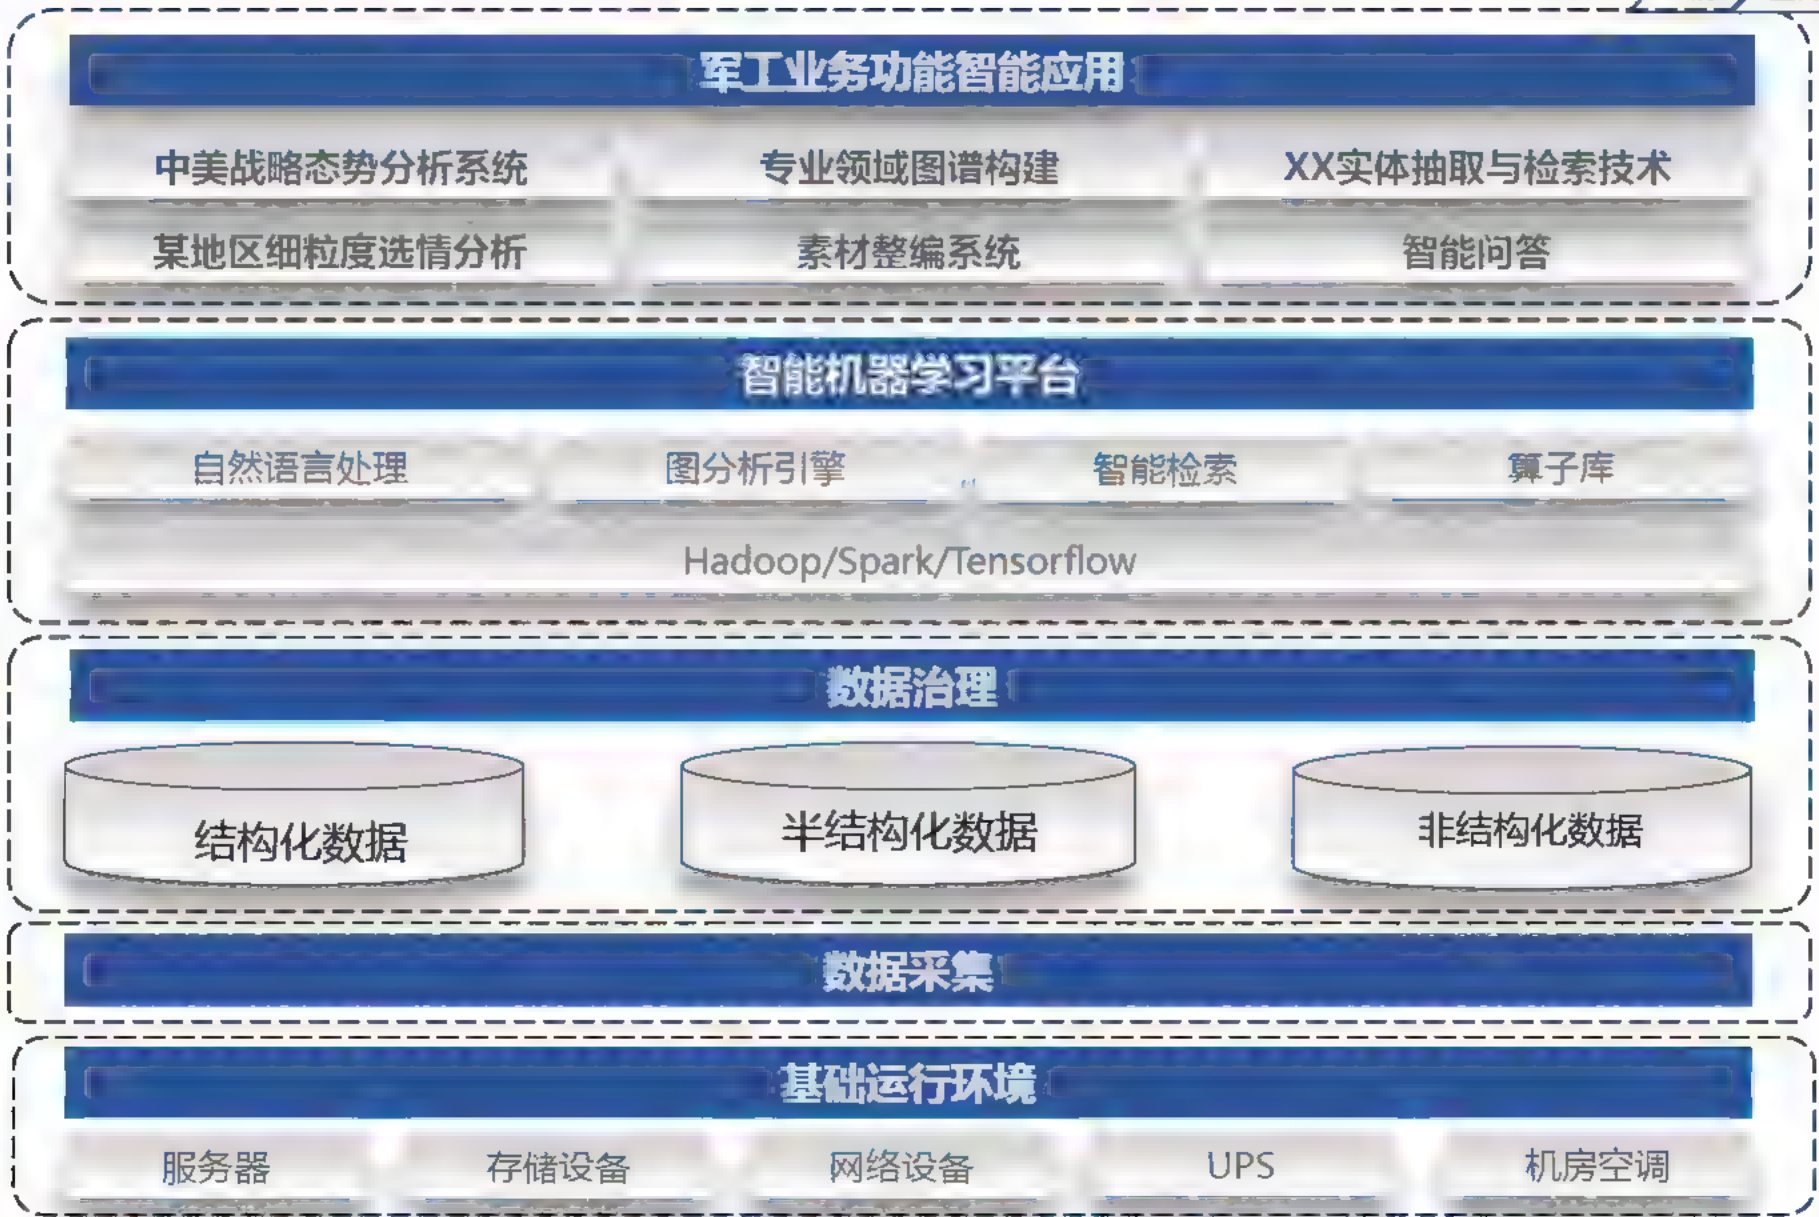 军工业务功能智能应用
中美战略态势分析系统 专业领域图谱构建 XX实体抽取与检索技术
某地区细粒度选情分析 素材整编系统 智能问答
智能机器学习平台
自然语言处理 图分析引擎 智能检索 算子库
Hadoop/Spark/Tensorflow
数据治理
结构化数据 半结构化数据 非结构化数据
数据采集
基础运行环境
服务器 存储设备 网络设备 UPS 机房空调